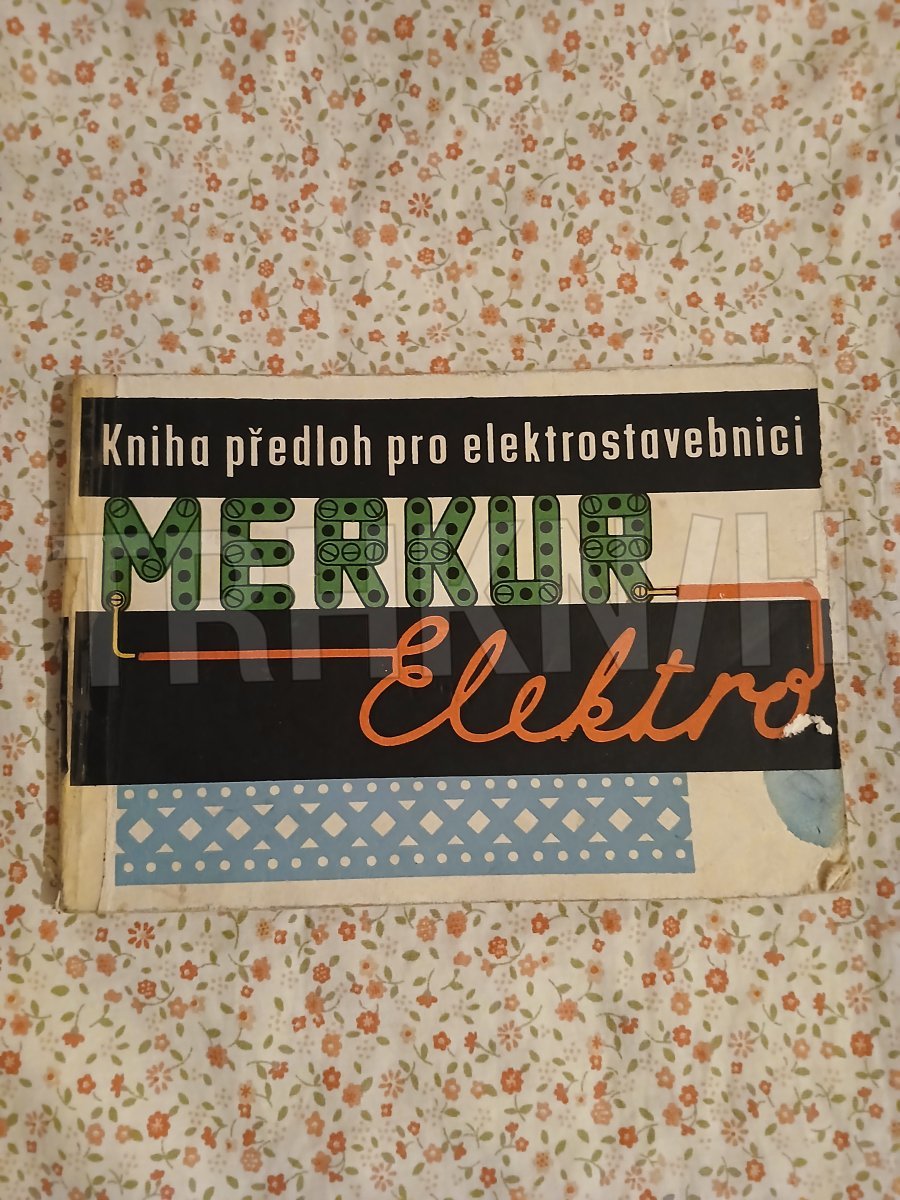 Kniha předloh pro elektrostavebnici
MERKUR
Elektro